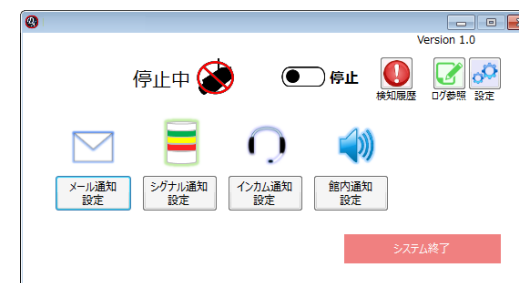 Version 1.0
停止中
停止
検知履歴
ログ参照
設定
メール通知
設定
シグナル通知
設定
インカム通知
設定
館内通知
設定
システム終了